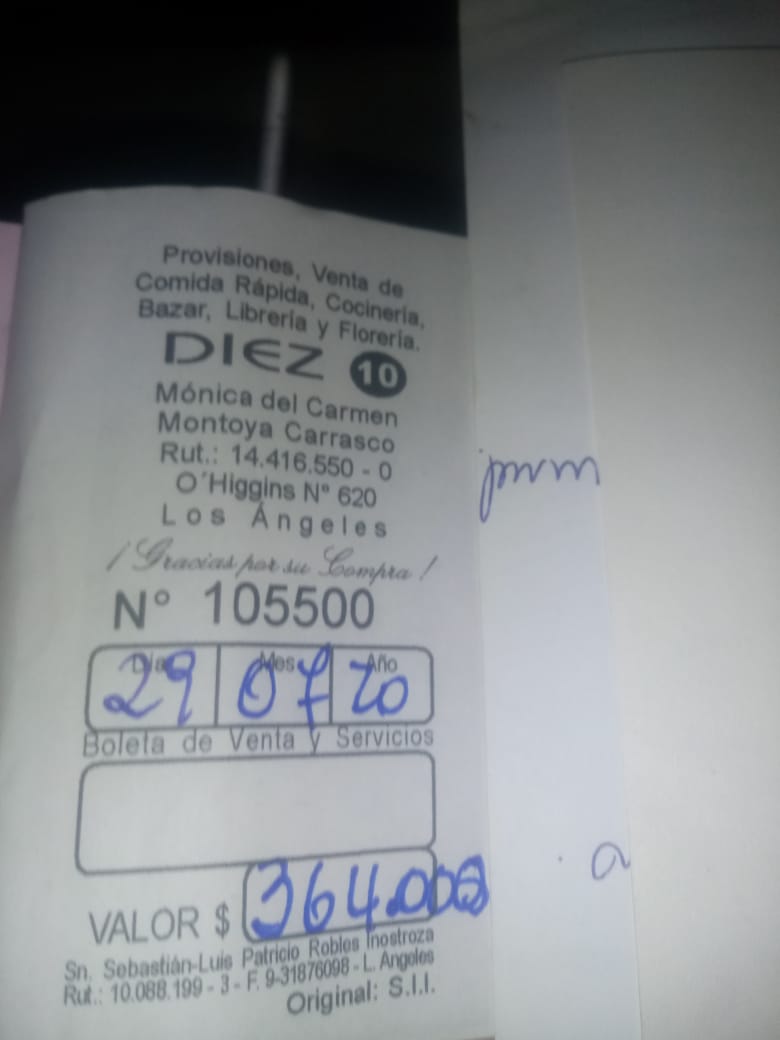 Provisiones, Venta de
Comida Rápida, Cocinería,
Bazar, Librería y Florería.
DIEZ 10
Mónica del Carmen
Montoya Carrasco
Rut.: 14.416.550 - 0
O´Higgins N° 620
Los Ángeles
¡Gracias por su Compra!
N° 105500
Día Mes Año
29 07 20
Boleta de Venta y Servicios
VALOR $ 364.000
Sn. Sebastián-Luis Patricio Robles Inostroza
Rut.: 10.088.199 - 3 - F. 9-31876098 - L. Angeles
Original: S.I.I.